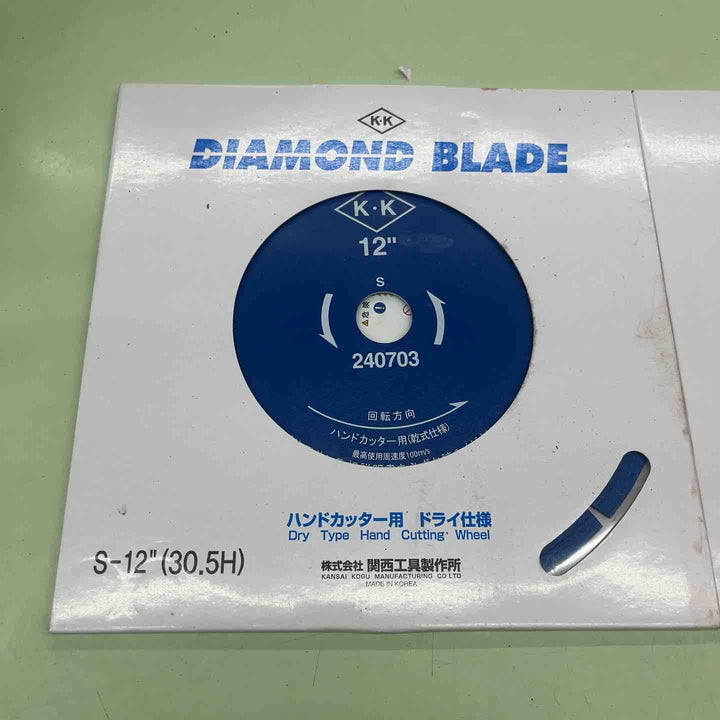 K·K
DIAMOND BLADE
K·K
12"
S
240703
回転方向
ハンドカッター用(乾式仕様)
最高使用周速度100m/s
ハンドカッター用 ドライ仕様
Dry Type Hand Cutting Wheel
S-12"(30.5H)
株式会社 関西工具製作所
KANSAI KOGU MANUFACTURING CO LTD
MADE IN KOREA